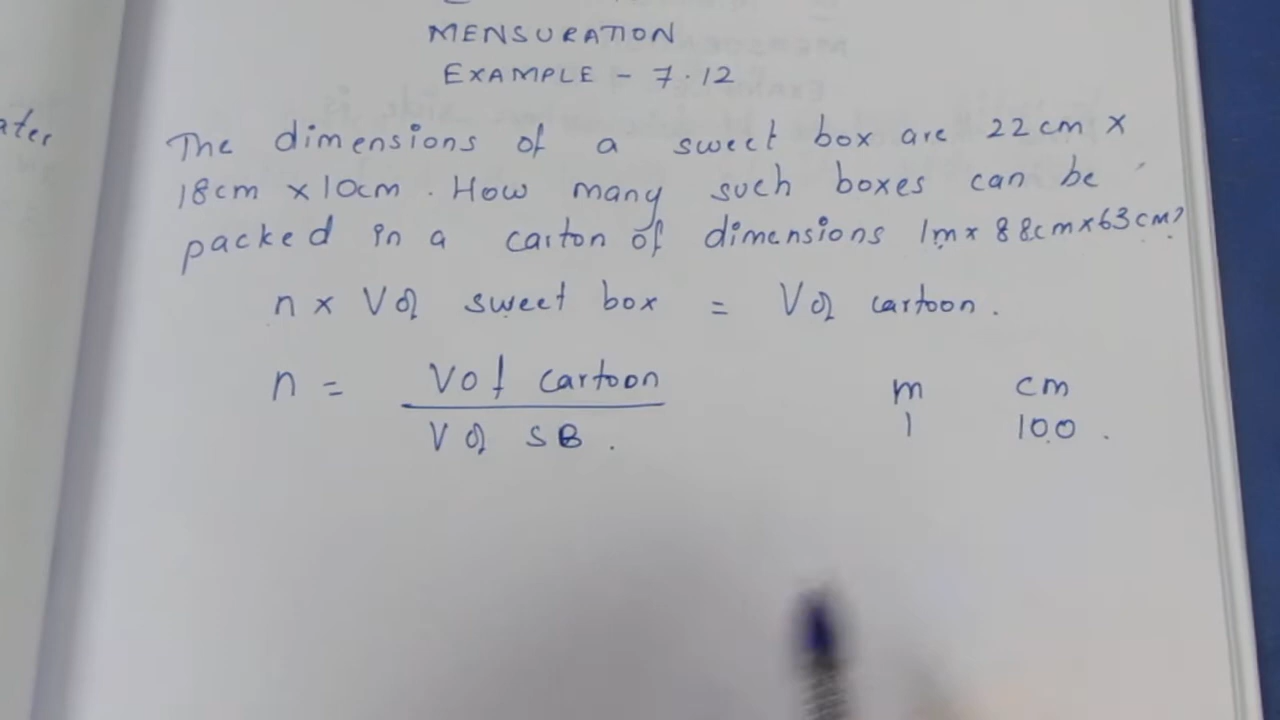 MENSURATION
EXAMPLE - 7.12
ater
The dimensions of a sweet box are 22cm x
18cm x 10cm. How many such boxes can be
packed in a carton of dimensions 1m x 88cm x 63cm?
n x V of sweet box = V of cartoon.
n = V of cartoon / V of SB.
m cm
1 100.